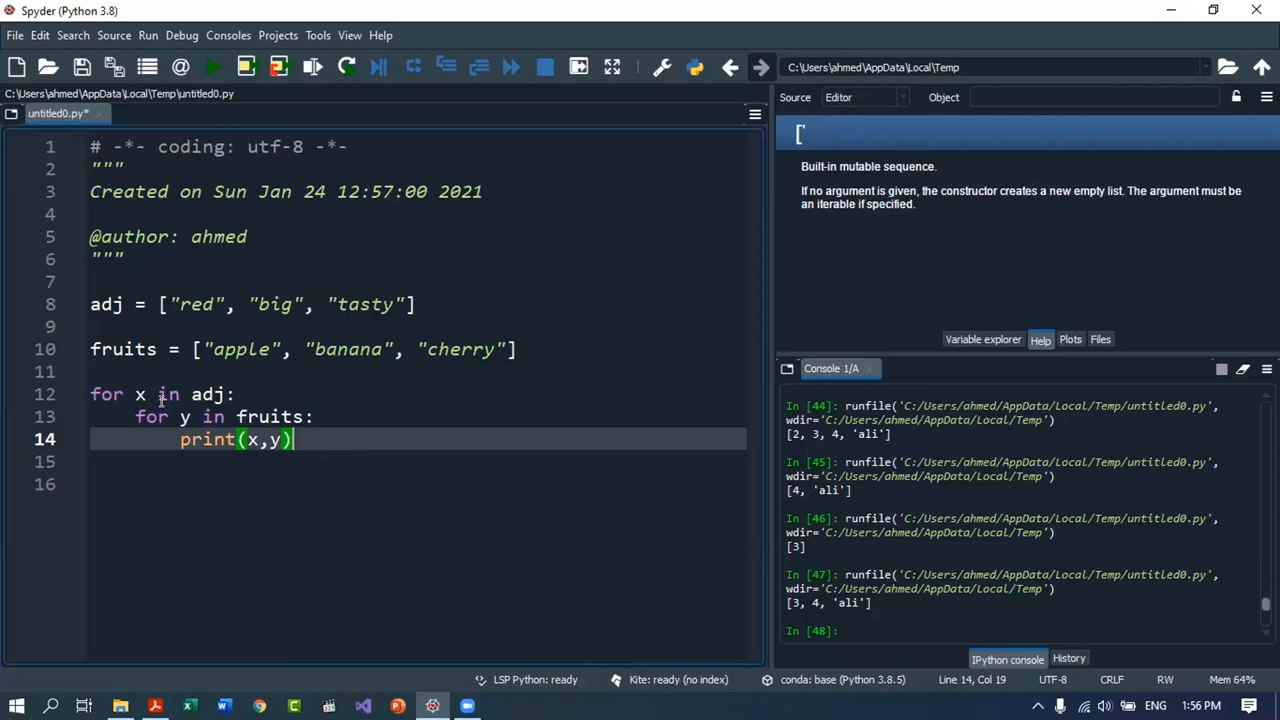 Spyder (Python 3.8)
File Edit Search Source Run Debug Consoles Projects Tools View Help
C:\Users\ahmed\AppData\Local\Temp
C:\Users\ahmed\AppData\Local\Temp\untitled0.py
untitled0.py*
Source Editor Object
1 # -*- coding: utf-8 -*-
2 """
3 Created on Sun Jan 24 12:57:00 2021
4
5 @author: ahmed
6 """
7
8 adj = ["red", "big", "tasty"]
9
10 fruits = ["apple", "banana", "cherry"]
11
12 for x in adj:
13 for y in fruits:
14 print(x,y)
15
16
['
Built-in mutable sequence.
If no argument is given, the constructor creates a new empty list. The argument must be
an iterable if specified.
Variable explorer Help Plots Files
Console 1/A
In [44]: runfile('C:/Users/ahmed/AppData/Local/Temp/untitled0.py',
wdir='C:/Users/ahmed/AppData/Local/Temp')
[2, 3, 4, 'ali']
In [45]: runfile('C:/Users/ahmed/AppData/Local/Temp/untitled0.py',
wdir='C:/Users/ahmed/AppData/Local/Temp')
[4, 'ali']
In [46]: runfile('C:/Users/ahmed/AppData/Local/Temp/untitled0.py',
wdir='C:/Users/ahmed/AppData/Local/Temp')
[3]
In [47]: runfile('C:/Users/ahmed/AppData/Local/Temp/untitled0.py',
wdir='C:/Users/ahmed/AppData/Local/Temp')
[3, 4, 'ali']
In [48]:
IPython console History
LSP Python: ready Kite: ready (no index) conda: base (Python 3.8.5) Line 14, Col 19 UTF-8 CRLF RW Mem 64%
ENG 1:56 PM